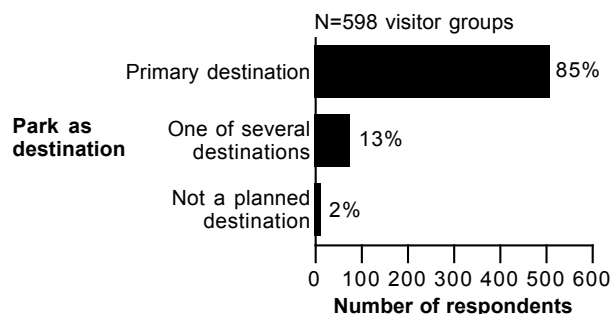 N=598 visitor groups
Primary destination
85%
Park as
destination
One of several
destinations
13%
Not a planned
destination
2%
0 100 200 300 400 500 600
Number of respondents